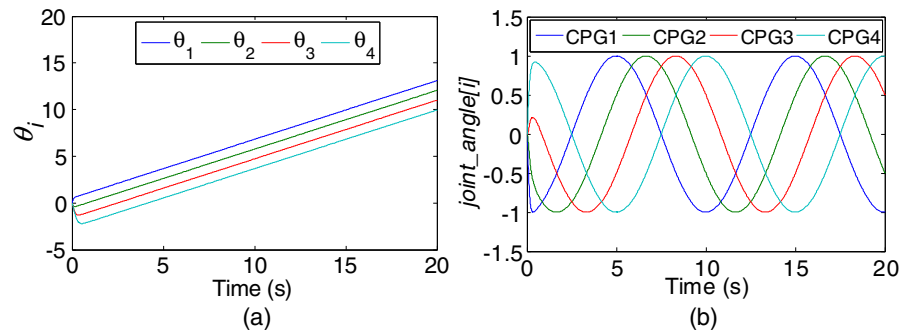 20
15
10
5
0
-5
θi
θ1 θ2 θ3 θ4
0 5 10 15 20
Time (s)
(a)
1.5
1
0.5
0
-0.5
-1
-1.5
joint_angle[i]
CPG1 CPG2 CPG3 CPG4
0 5 10 15 20
Time (s)
(b)